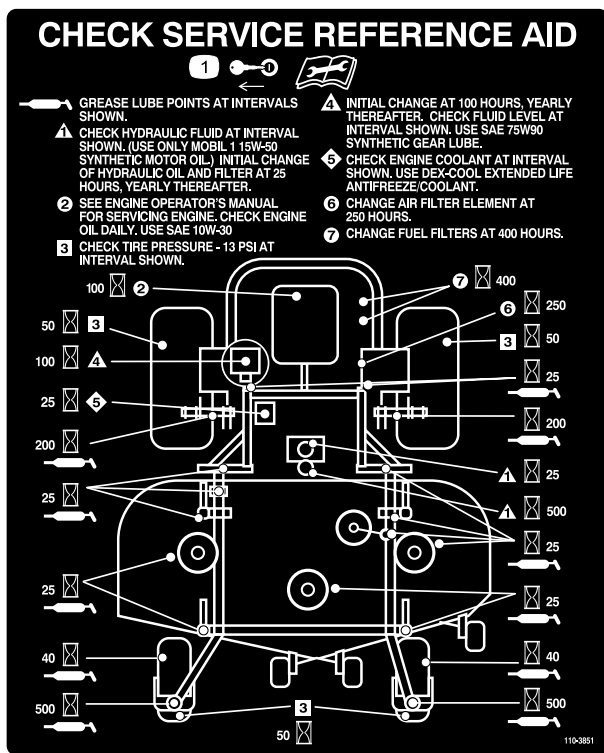 CHECK SERVICE REFERENCE AID
1
GREASE LUBE POINTS AT INTERVALS
SHOWN.
1 CHECK HYDRAULIC FLUID AT INTERVAL
SHOWN. (USE ONLY MOBIL 1 15W-50
SYNTHETIC MOTOR OIL.) INITIAL CHANGE
OF HYDRAULIC OIL AND FILTER AT 25
HOURS, YEARLY THEREAFTER.
2 SEE ENGINE OPERATOR'S MANUAL
FOR SERVICING ENGINE. CHECK ENGINE
OIL DAILY. USE SAE 10W-30
3 CHECK TIRE PRESSURE - 13 PSI AT
INTERVAL SHOWN.
4 INITIAL CHANGE AT 100 HOURS, YEARLY
THEREAFTER. CHECK FLUID LEVEL AT
INTERVAL SHOWN. USE SAE 75W90
SYNTHETIC GEAR LUBE.
5 CHECK ENGINE COOLANT AT INTERVAL
SHOWN. USE DEX-COOL EXTENDED LIFE
ANTIFREEZE/COOLANT.
6 CHANGE AIR FILTER ELEMENT AT
250 HOURS.
7 CHANGE FUEL FILTERS AT 400 HOURS.
100 2
7 400
6 250
50 3
3 50
100 4
25
25 5
200
200
1 25
25
1 500
25
25
25
40
40
500
500
3
50
110-3851